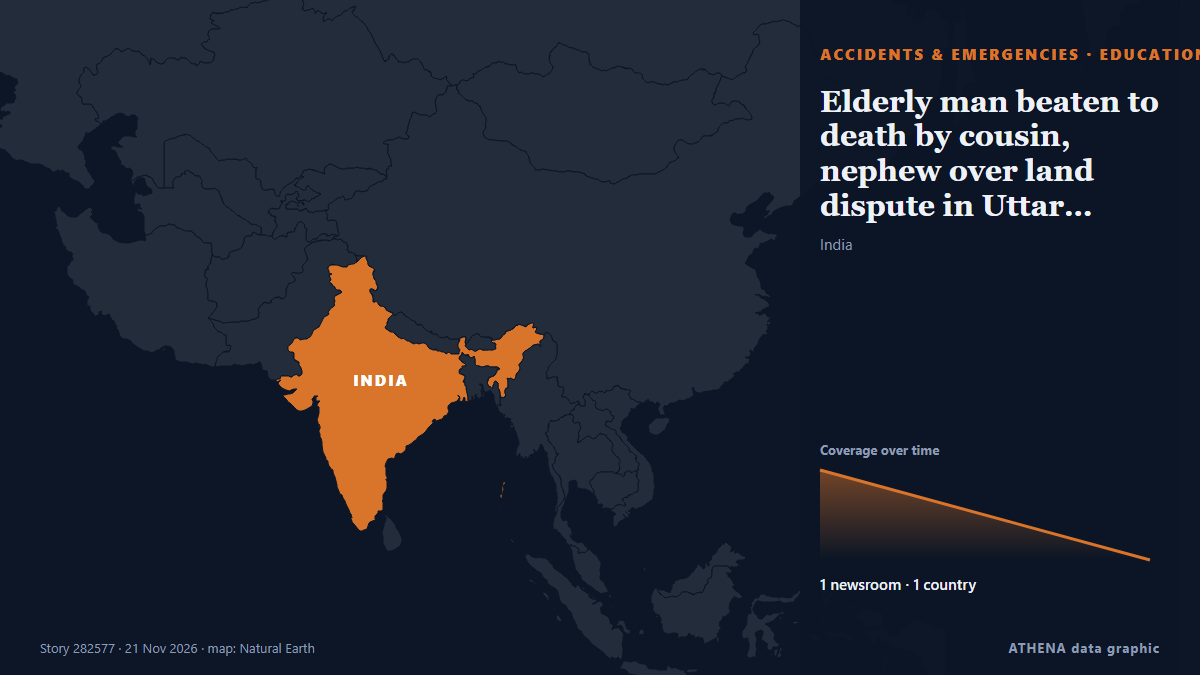 ACCIDENTS & EMERGENCIES · EDUCATION
Elderly man beaten to
death by cousin,
nephew over land
dispute in Uttar...
India
INDIA
Coverage over time
1 newsroom · 1 country
Story 282577 · 21 Nov 2026 · map: Natural Earth
ATHENA data graphic